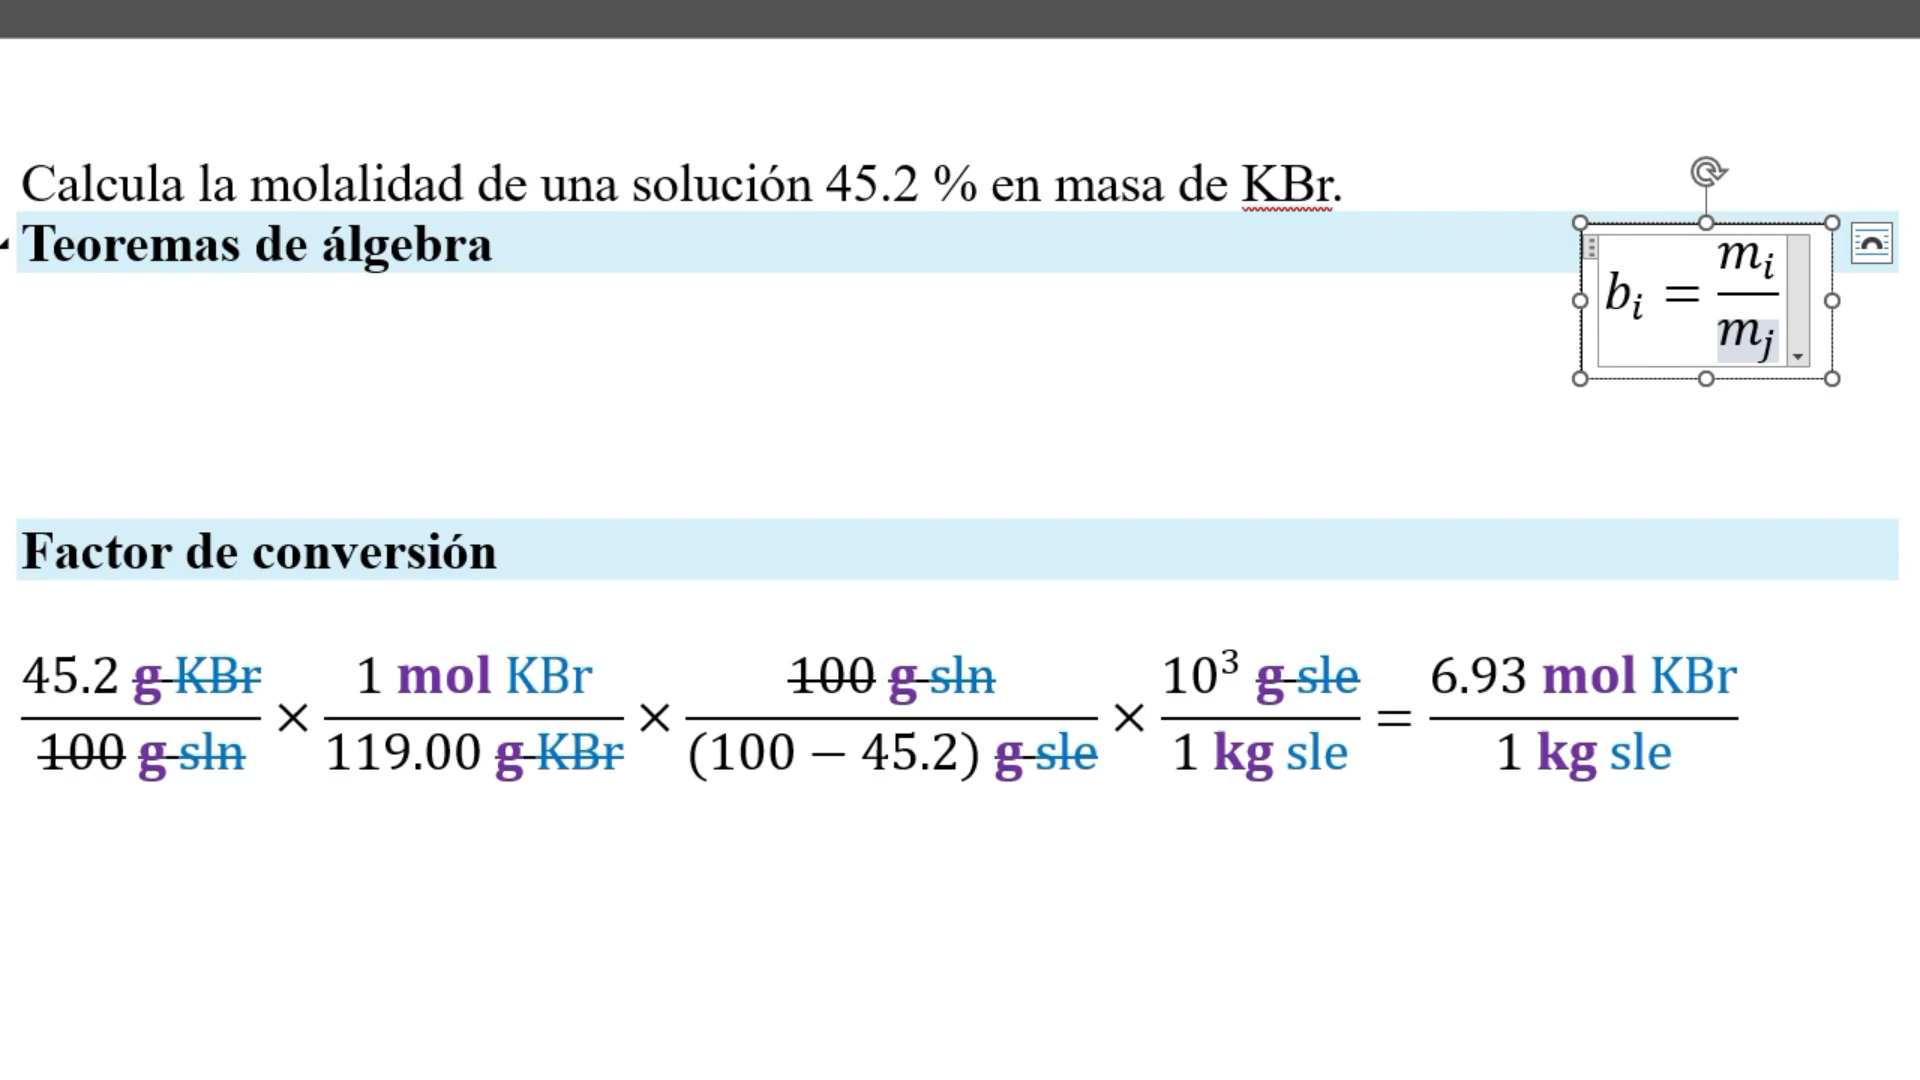 Calcula la molalidad de una solución 45.2 % en masa de KBr.
Teoremas de álgebra
b_i = m_i / m_j
Factor de conversión
45.2 g KBr / 100 g sln × 1 mol KBr / 119.00 g KBr × 100 g sln / (100 − 45.2) g sle × 10³ g sle / 1 kg sle = 6.93 mol KBr / 1 kg sle